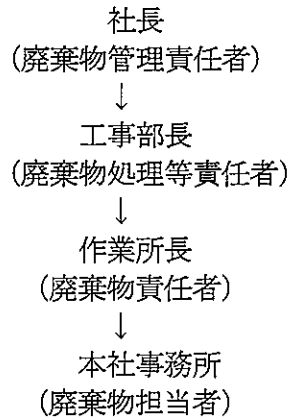 社長
(廃棄物管理責任者)
↓
工事部長
(廃棄物処理等責任者)
↓
作業所長
(廃棄物責任者)
↓
本社事務所
(廃棄物担当者)